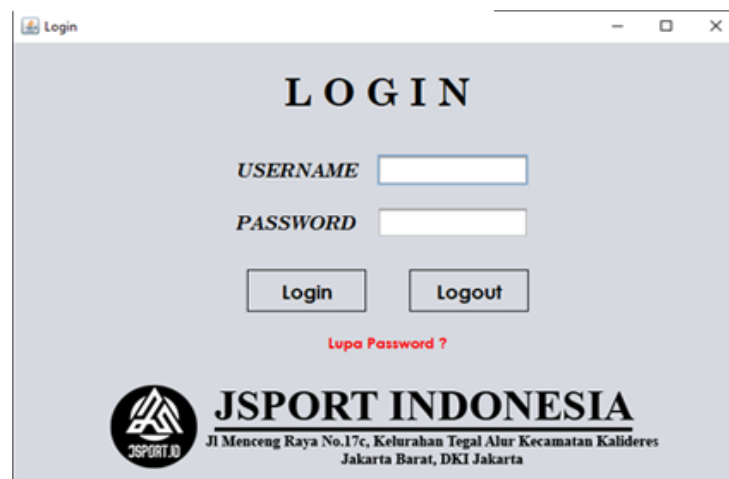 Login
L O G I N
USERNAME
PASSWORD
Login Logout
Lupa Password ?
JSPORT INDONESIA
JSPORT.ID
Jl Menceng Raya No.17c, Kelurahan Tegal Alur Kecamatan Kalideres
Jakarta Barat, DKI Jakarta